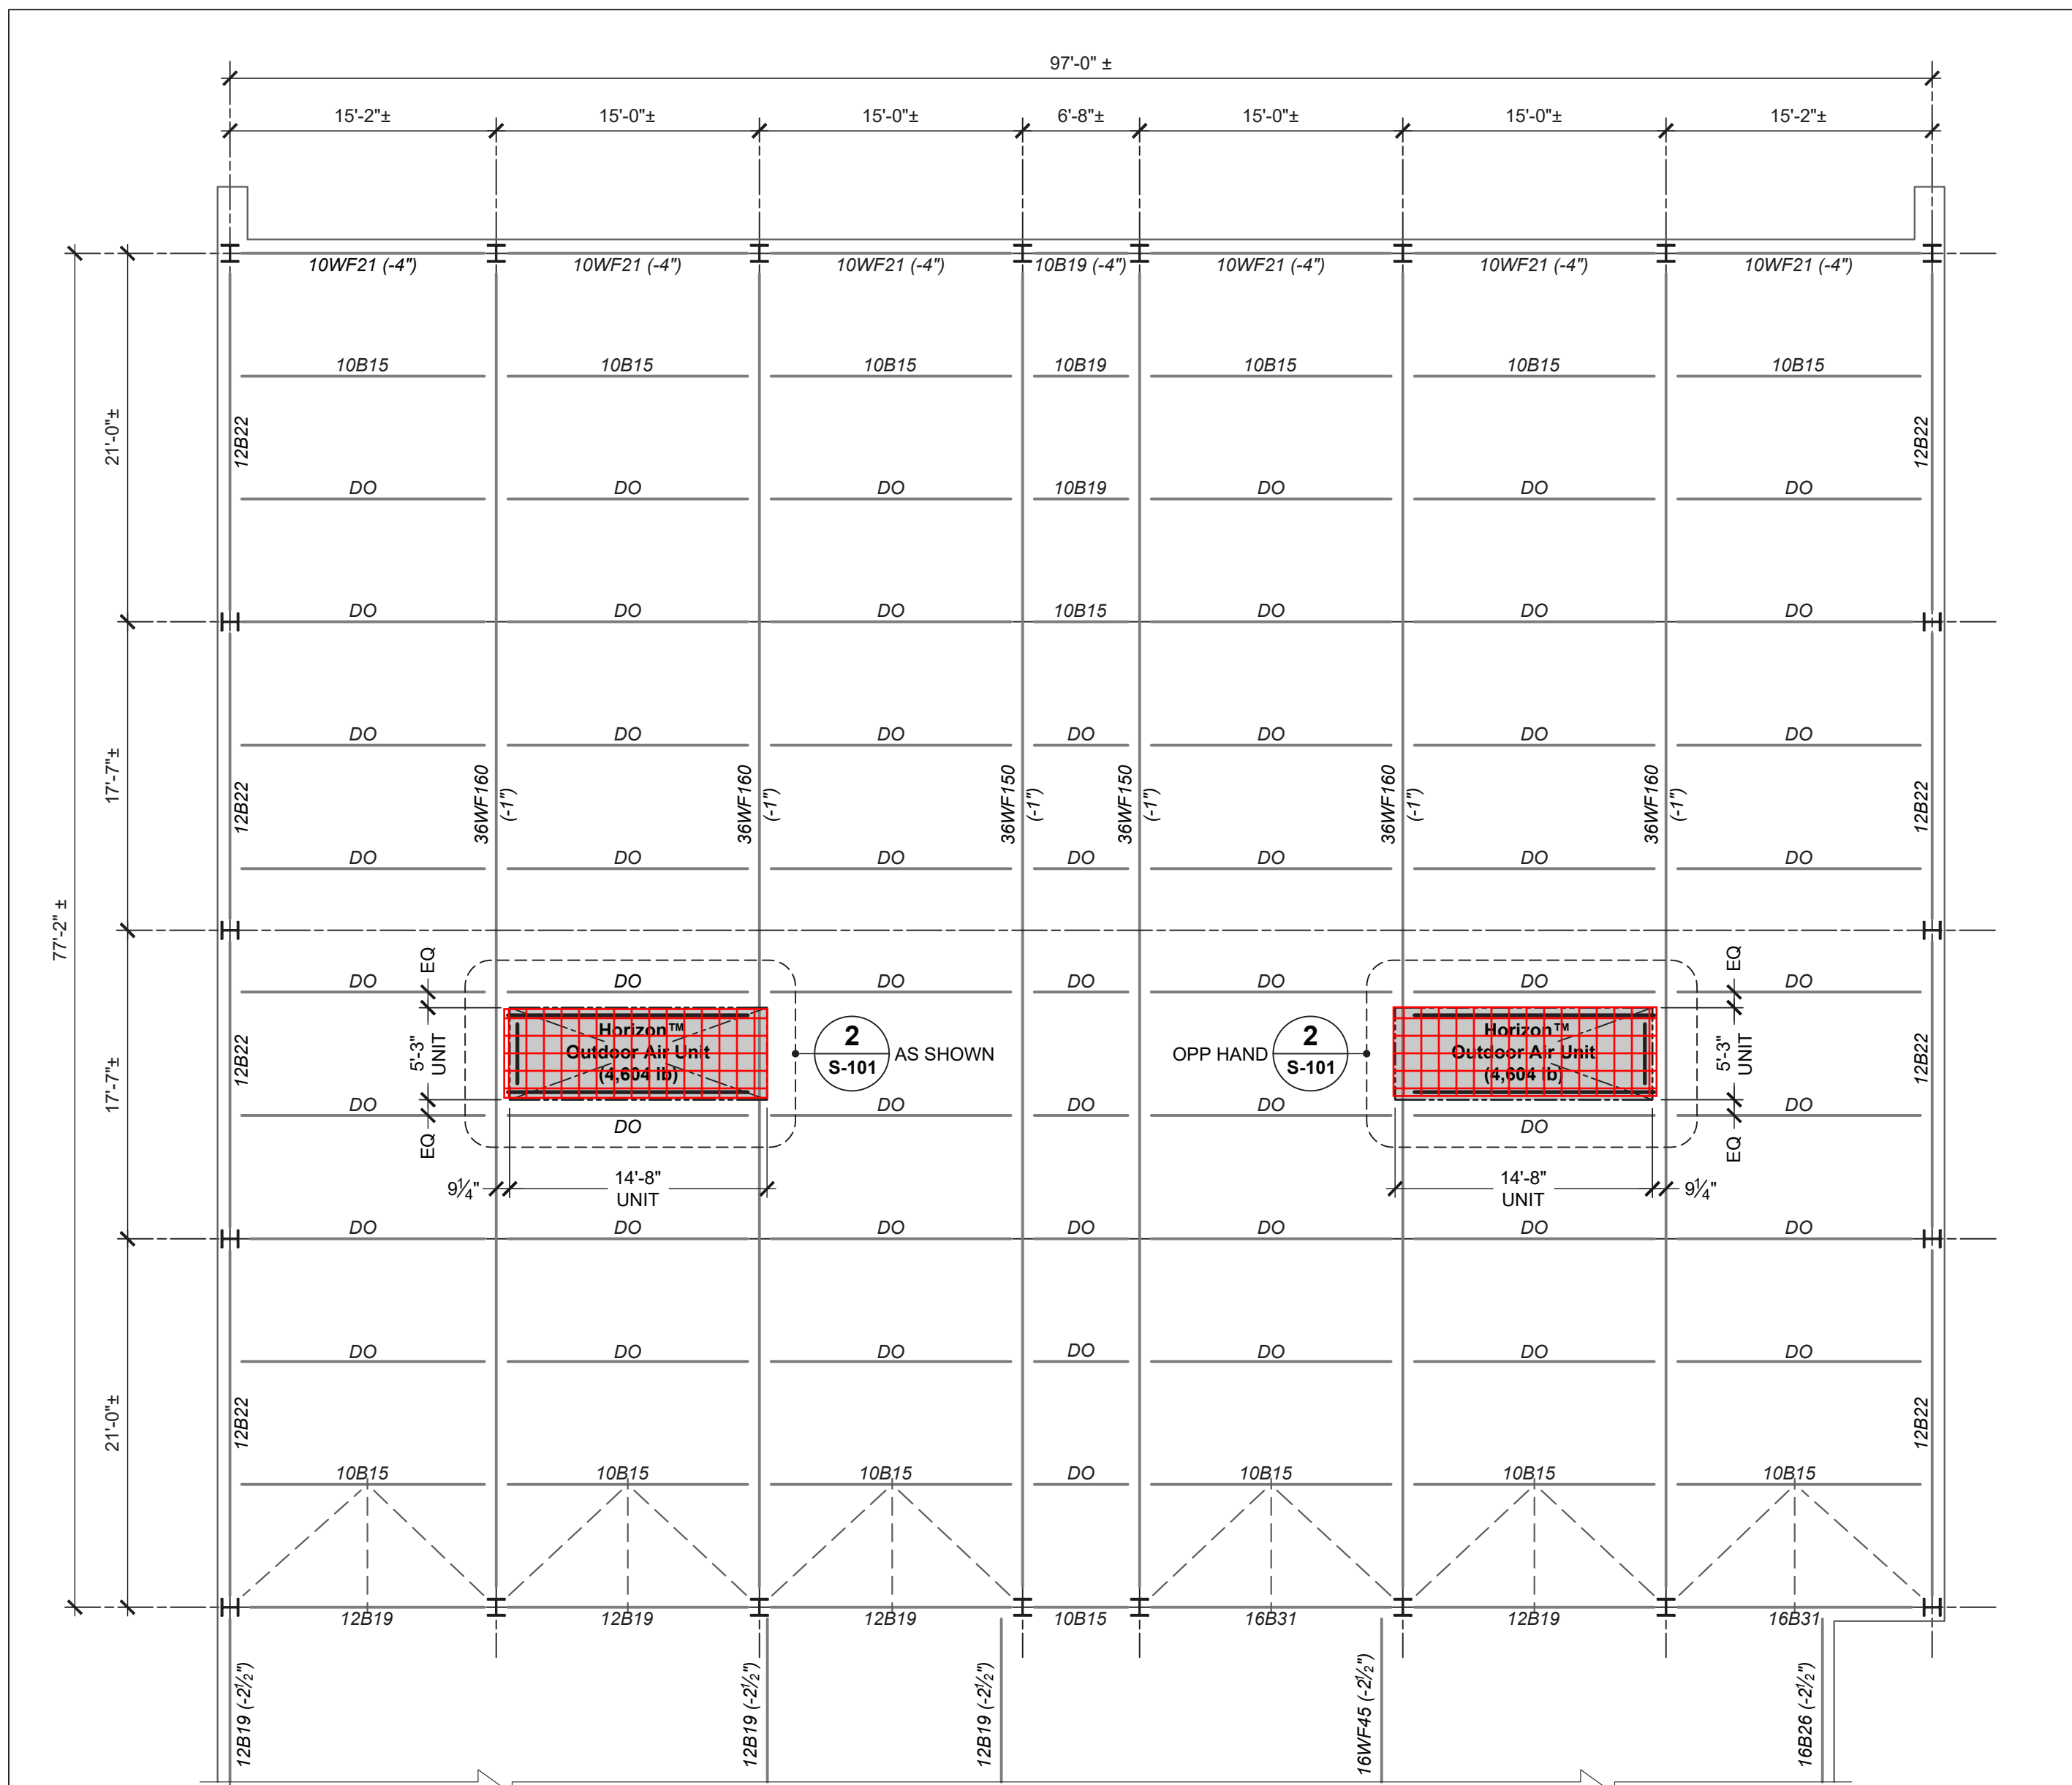 97'-0" ±
15'-2"± 15'-0"± 15'-0"± 6'-8"± 15'-0"± 15'-0"± 15'-2"±
10WF21 (-4") 10WF21 (-4") 10WF21 (-4") 10B19 (-4") 10WF21 (-4") 10WF21 (-4") 10WF21 (-4")
10B15 10B15 10B15 10B19 10B15 10B15 10B15
21'-0"± 12B22 12B22
DO DO DO 10B19 DO DO DO
DO DO DO 10B15 DO DO DO
DO DO DO DO DO DO DO
17'-7"± 12B22 36WF160 (-1") 36WF160 (-1") 36WF150 (-1") 36WF150 (-1") 36WF160 (-1") 36WF160 (-1") 12B22
DO DO DO DO DO DO DO
77'-2" ±
EQ EQ
DO DO DO DO DO DO DO
17'-7"± 12B22 5'-3" UNIT 5'-3" UNIT 12B22
Horizon™
Outdoor Air Unit
(4,604 lb)
2
S-101
AS SHOWN
OPP HAND
2
S-101
Horizon™
Outdoor Air Unit
(4,604 lb)
DO DO DO DO DO DO DO
EQ EQ
9¼" 14'-8"
UNIT
14'-8"
UNIT
9¼"
DO DO DO DO DO DO DO
DO DO DO DO DO DO DO
21'-0"± 12B22 12B22
10B15 10B15 10B15 DO 10B15 10B15 10B15
12B19 12B19 12B19 10B15 16B31 12B19 16B31
12B19 (-2½") 12B19 (-2½") 12B19 (-2½") 16WF45 (-2½") 16B26 (-2½")